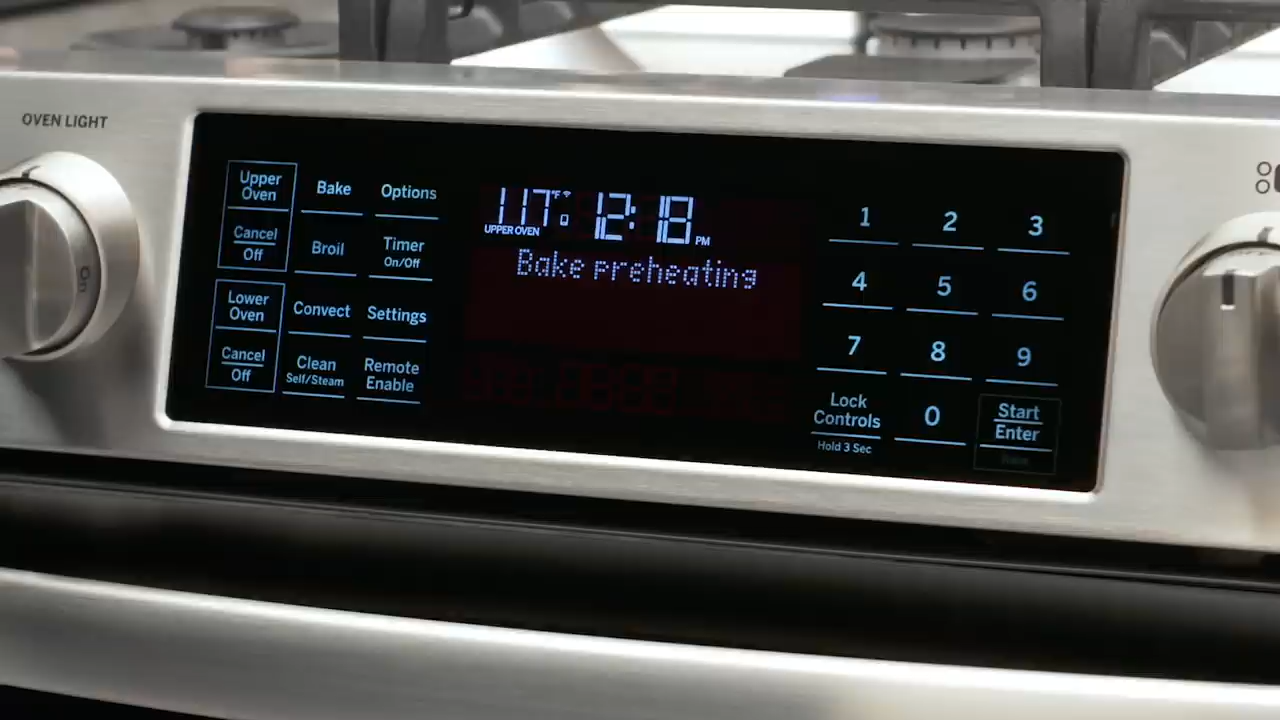 OVEN LIGHT
On
Upper
Oven
Cancel
Off
Bake
Options
Broil
Timer
On/Off
Lower
Oven
Cancel
Off
Convect
Settings
Clean
Self/Steam
Remote
Enable
117°F 12:18 PM
UPPER OVEN
Bake preheating
1 2 3
4 5 6
7 8 9
Lock
Controls
Hold 3 Sec
0
Start
Enter